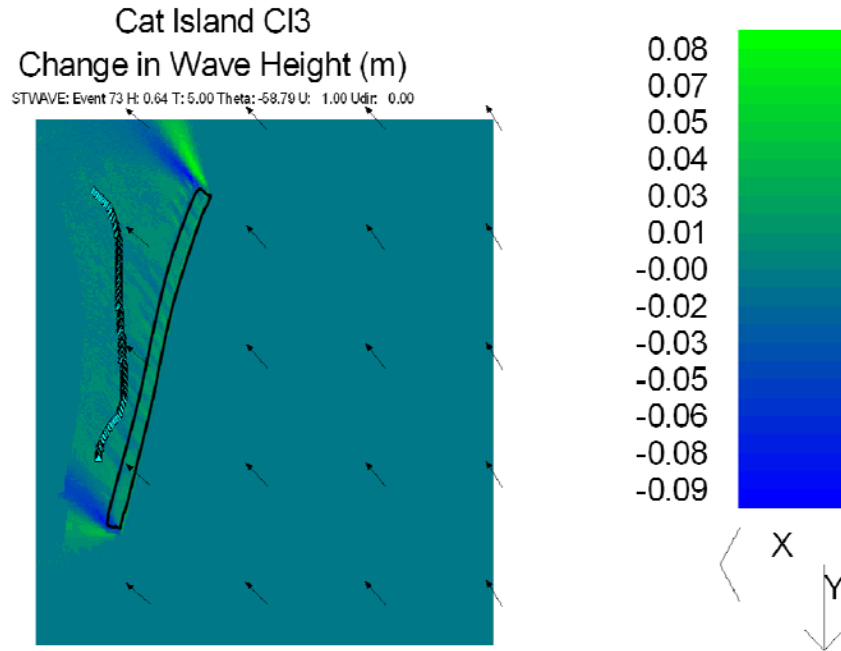 Cat Island CI3
Change in Wave Height (m)
STWAVE: Event 73 H: 0.64 T: 5.00 Theta: -58.79 U: 1.00 Udir: 0.00
0.08
0.07
0.05
0.04
0.03
0.01
-0.00
-0.02
-0.03
-0.05
-0.06
-0.08
-0.09
X
Y